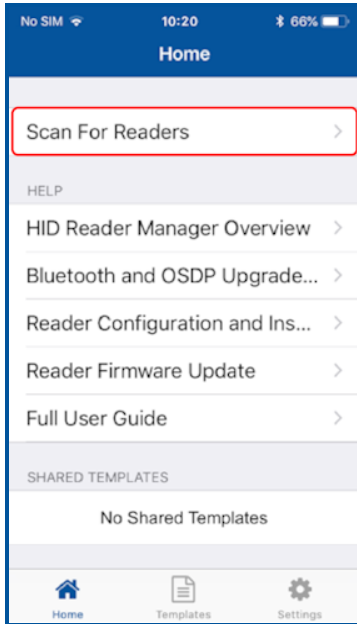 No SIM 10:20 66%
Home
Scan For Readers
HELP
HID Reader Manager Overview
Bluetooth and OSDP Upgrade...
Reader Configuration and Ins...
Reader Firmware Update
Full User Guide
SHARED TEMPLATES
No Shared Templates
Home Templates Settings